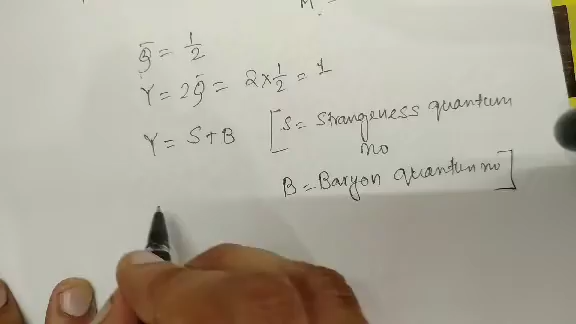 Q̄ = 1/2
Y = 2Q̄ = 2×1/2 = 1
Y = S+B [S = Strangeness quantum no
B = Baryon quantum no]